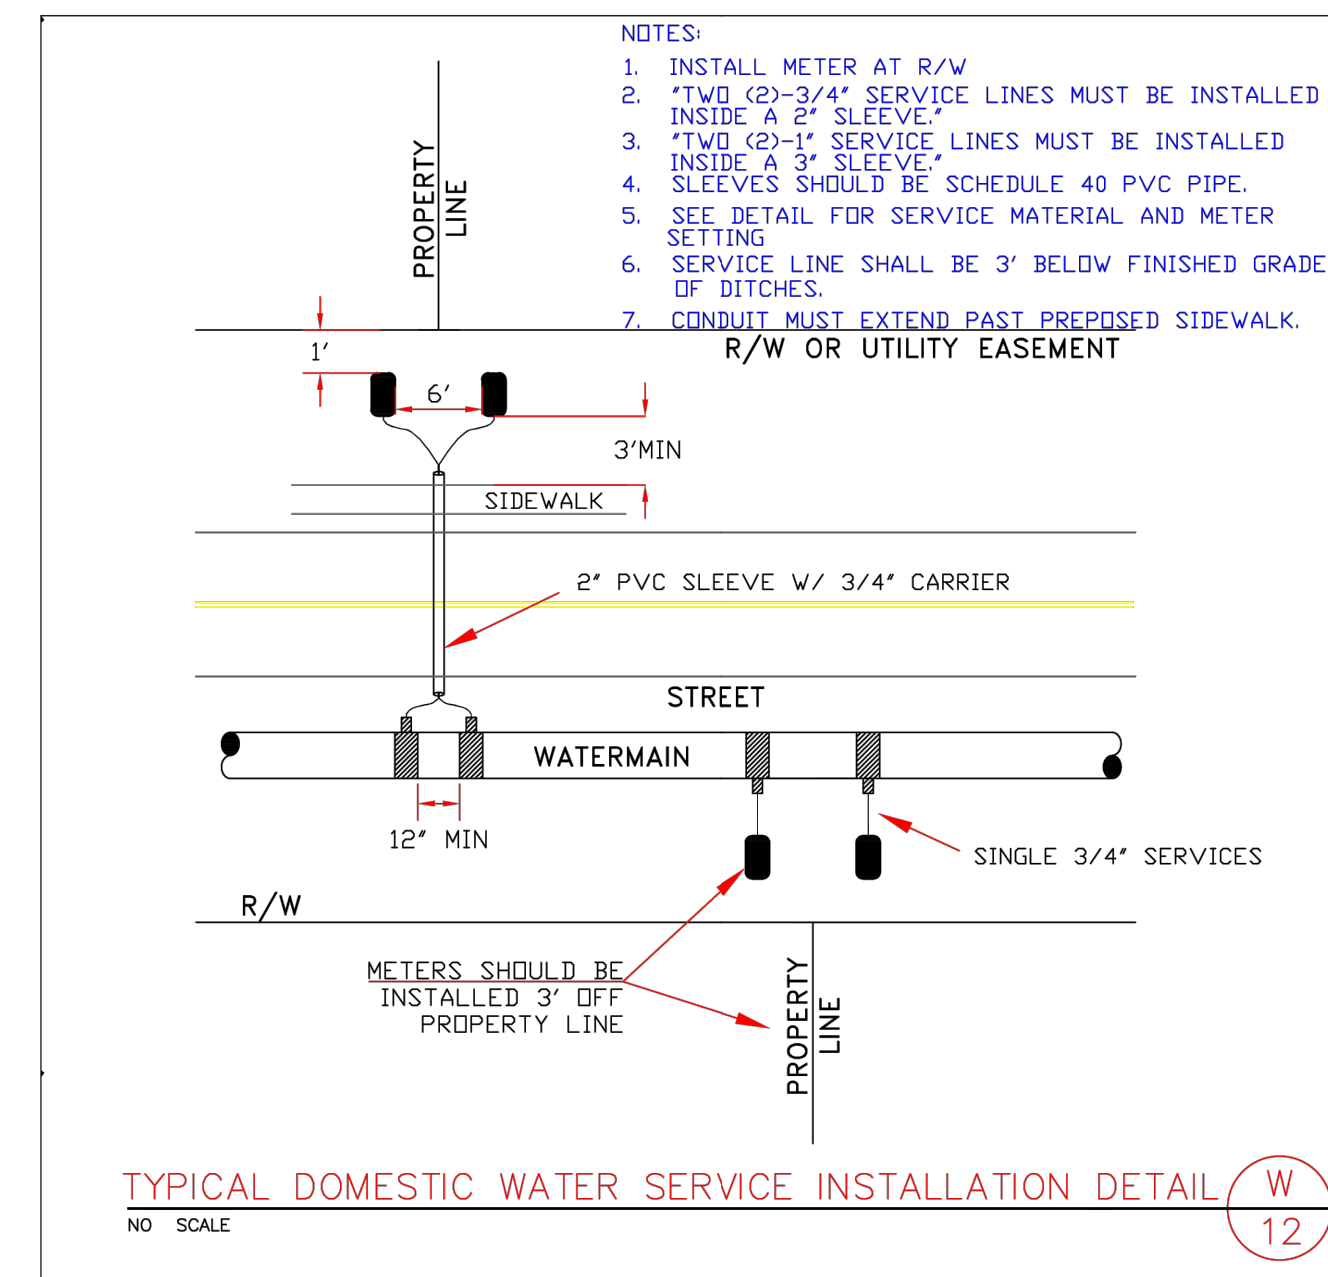 NOTES:
1. INSTALL METER AT R/W
2. "TWO (2)-3/4" SERVICE LINES MUST BE INSTALLED
INSIDE A 2" SLEEVE."
3. "TWO (2)-1" SERVICE LINES MUST BE INSTALLED
INSIDE A 3" SLEEVE."
4. SLEEVES SHOULD BE SCHEDULE 40 PVC PIPE.
5. SEE DETAIL FOR SERVICE MATERIAL AND METER
SETTING
6. SERVICE LINE SHALL BE 3' BELOW FINISHED GRADE
OF DITCHES.
7. CONDUIT MUST EXTEND PAST PREPOSED SIDEWALK.
PROPERTY
LINE
R/W OR UTILITY EASEMENT
1'
6'
3'MIN
SIDEWALK
2" PVC SLEEVE W/ 3/4" CARRIER
STREET
WATERMAIN
12" MIN
SINGLE 3/4" SERVICES
R/W
METERS SHOULD BE
INSTALLED 3' OFF
PROPERTY LINE
PROPERTY
LINE
TYPICAL DOMESTIC WATER SERVICE INSTALLATION DETAIL
NO SCALE
W
12